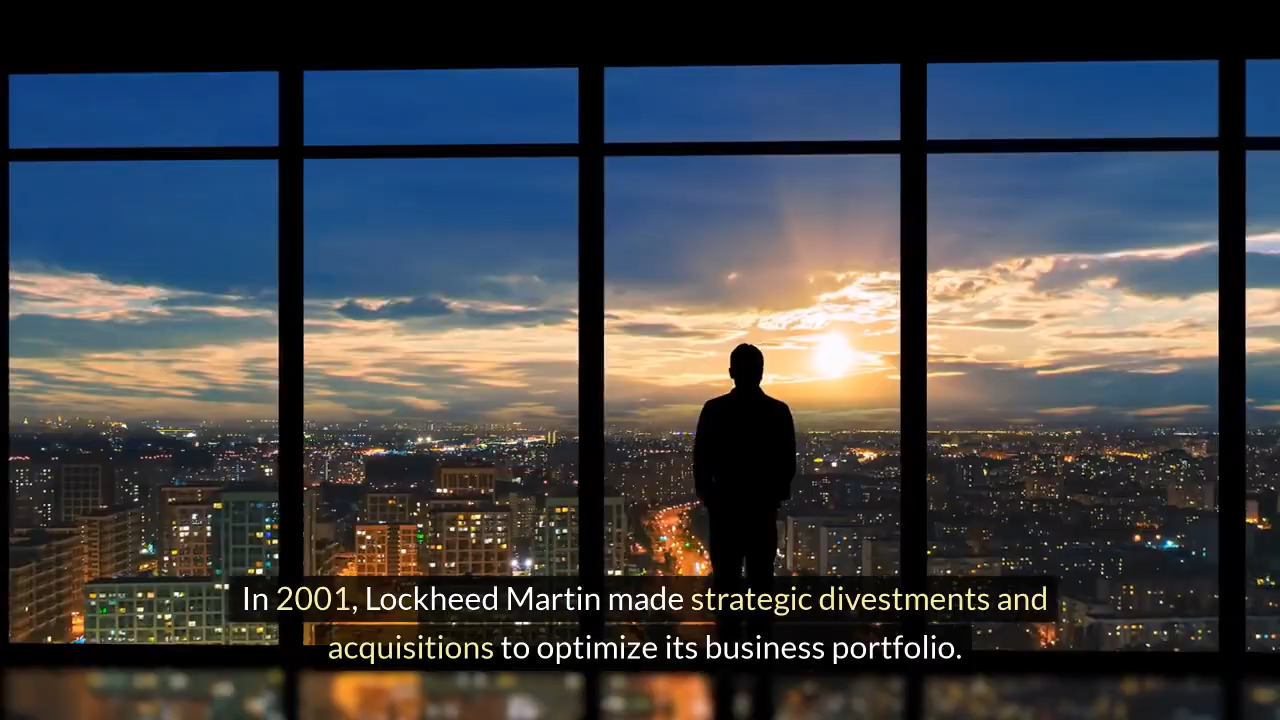 In 2001, Lockheed Martin made strategic divestments and
acquisitions to optimize its business portfolio.